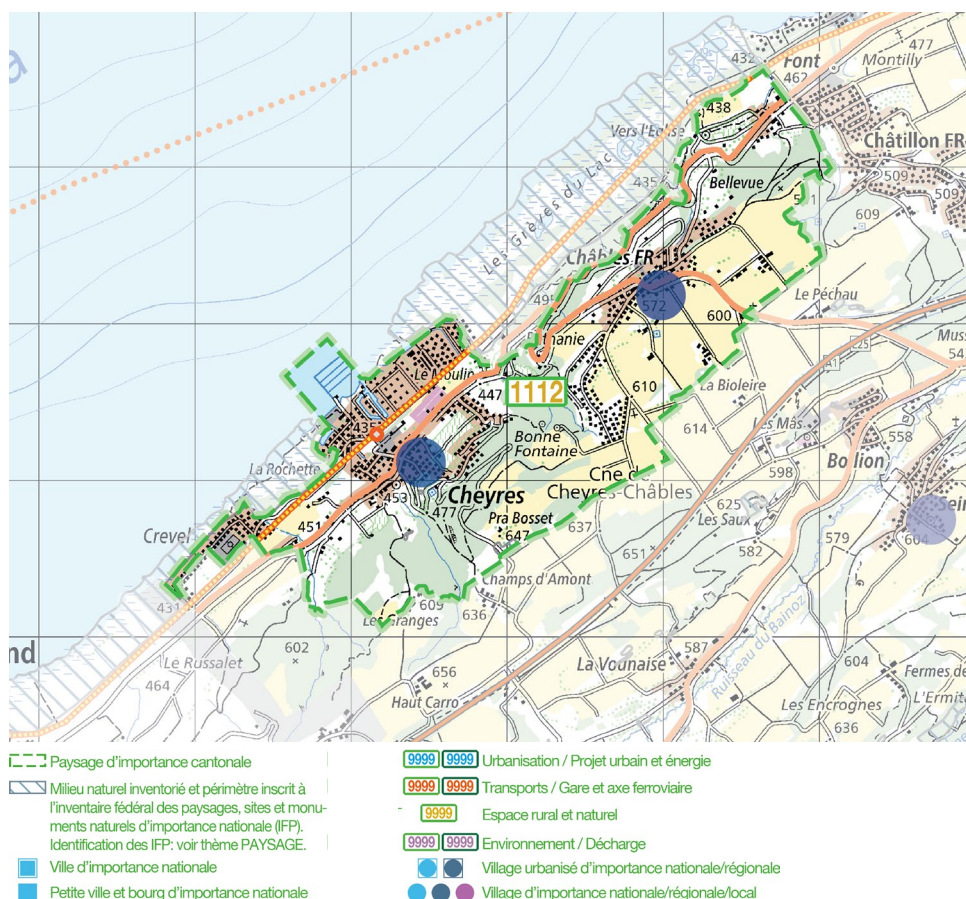 a
432
Font
477
462
Montilly
438
Vers l'Eglise
Châtillon FR
435
509
509
Bellevue
Les Grèves du Lac
609
Châbles FR
495
Le Péchau
572
600
Muss
54
A1
Le Moulin
447
1112
610
La Bioleire
435
614
Les Mâs
558
Bonne
Fontaine
Bollion
La Rochette
598
Cne d
Cheyres
Cheyres-Châbles
453
477
625
Les Saux
Crevel
451
Pra Bosset
637
579
604
647
651
582
Champs d'Amont
431
609
636
nd
Ruisseau du Bainoz
602
La Vounaise
587
604
Le Russalet
656
Fermes de
464
Haut Carro
Les Encrognes
L'Ermit
636
Paysage d'importance cantonale
Milieu naturel inventorié et périmètre inscrit à
l'inventaire fédéral des paysages, sites et monu-
ments naturels d'importance nationale (IFP).
Identification des IFP: voir thème PAYSAGE.
Ville d'importance nationale
Petite ville et bourg d'importance nationale
9999 9999 Urbanisation / Projet urbain et énergie
9999 9999 Transports / Gare et axe ferroviaire
9999 Espace rural et naturel
9999 9999 Environnement / Décharge
Village urbanisé d'importance nationale/régionale
Village d'importance nationale/régionale/local